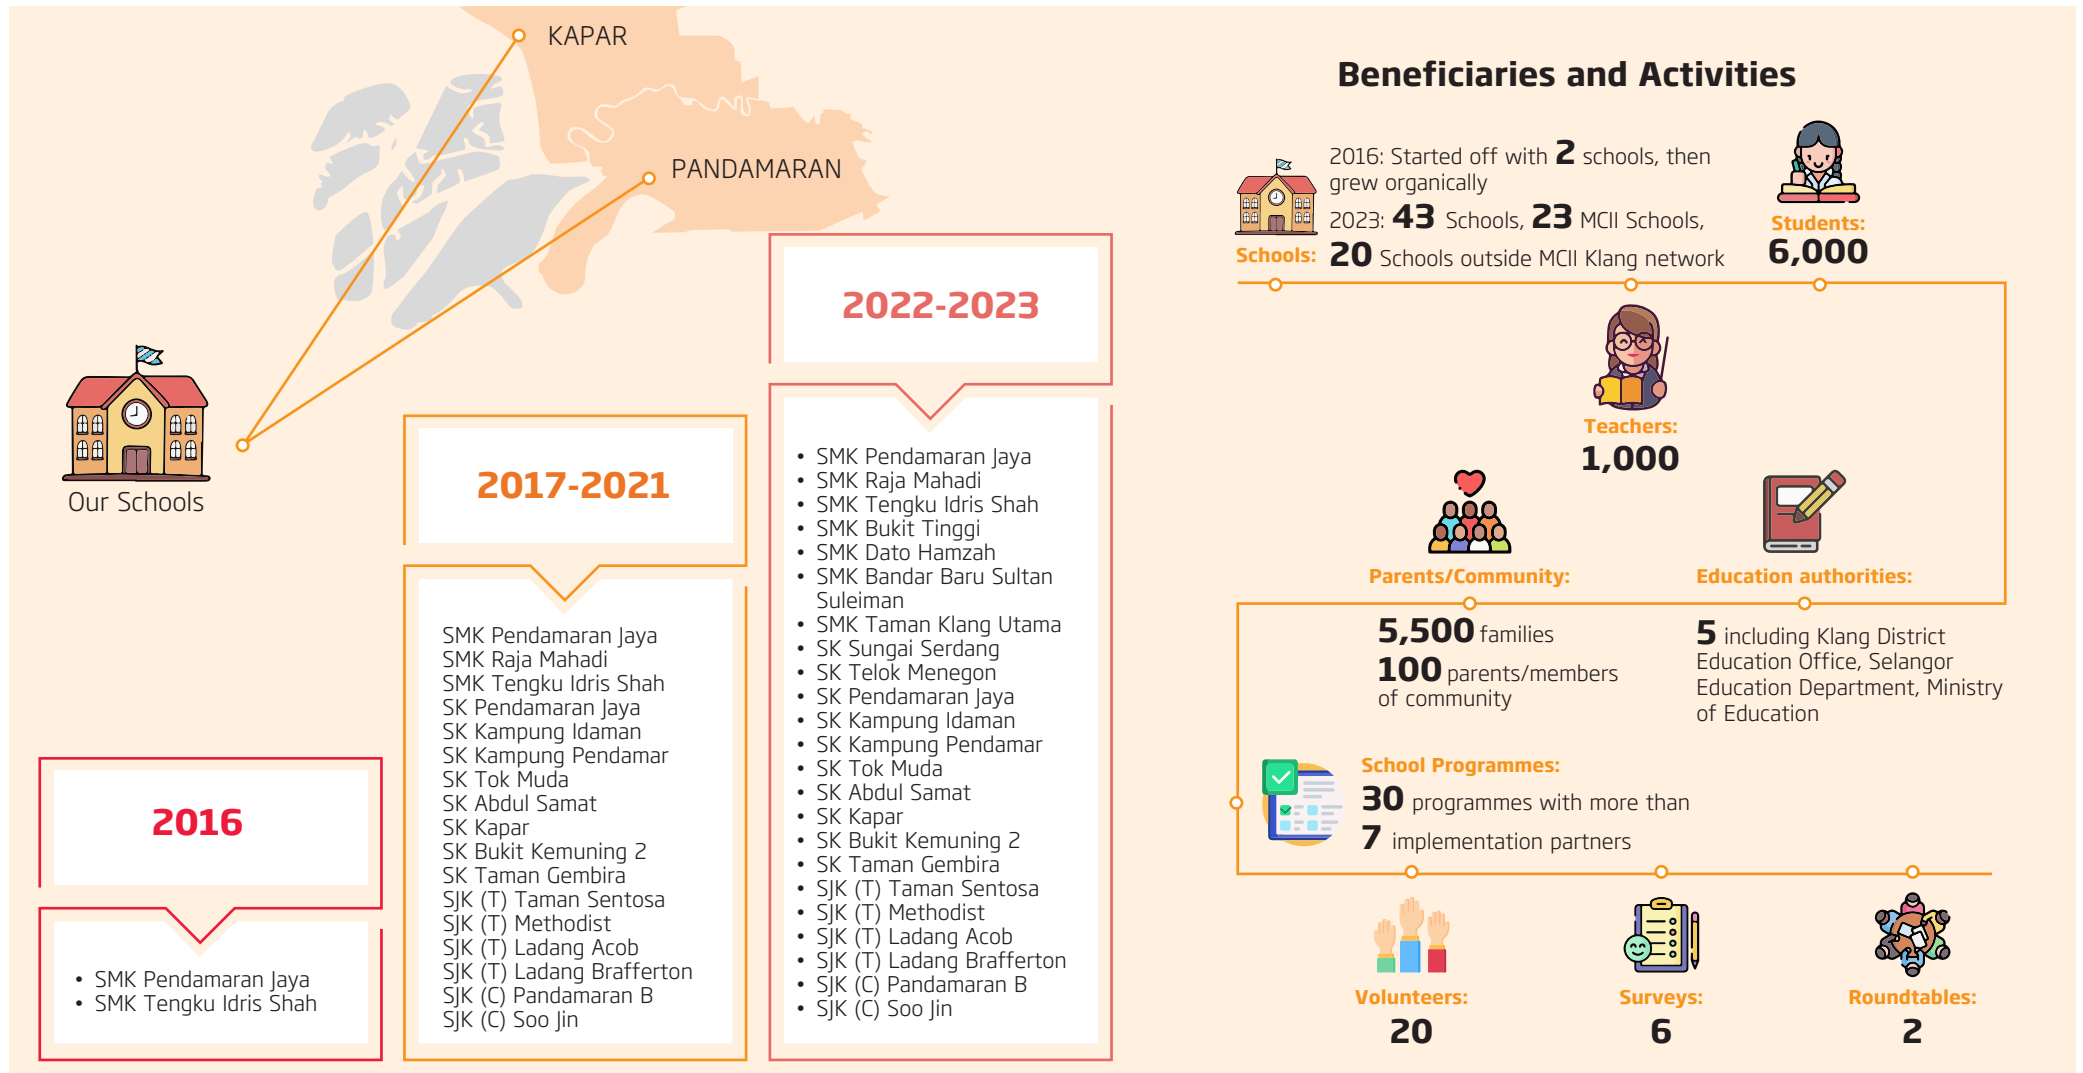 KAPAR
PANDAMARAN
Our Schools
2016
• SMK Pendamaran Jaya
• SMK Tengku Idris Shah
2017-2021
SMK Pendamaran Jaya
SMK Raja Mahadi
SMK Tengku Idris Shah
SK Pendamaran Jaya
SK Kampung Idaman
SK Kampung Pendamar
SK Tok Muda
SK Abdul Samat
SK Kapar
SK Bukit Kemuning 2
SK Taman Gembira
SJK (T) Taman Sentosa
SJK (T) Methodist
SJK (T) Ladang Acob
SJK (T) Ladang Brafferton
SJK (C) Pandamaran B
SJK (C) Soo Jin
2022-2023
• SMK Pendamaran Jaya
• SMK Raja Mahadi
• SMK Tengku Idris Shah
• SMK Bukit Tinggi
• SMK Dato Hamzah
• SMK Bandar Baru Sultan
Suleiman
• SMK Taman Klang Utama
• SK Sungai Serdang
• SK Telok Menegon
• SK Pendamaran Jaya
• SK Kampung Idaman
• SK Kampung Pendamar
• SK Tok Muda
• SK Abdul Samat
• SK Kapar
• SK Bukit Kemuning 2
• SK Taman Gembira
• SJK (T) Taman Sentosa
• SJK (T) Methodist
• SJK (T) Ladang Acob
• SJK (T) Ladang Brafferton
• SJK (C) Pandamaran B
• SJK (C) Soo Jin
Beneficiaries and Activities
Schools:
2016: Started off with 2 schools, then
grew organically
2023: 43 Schools, 23 MCII Schools,
20 Schools outside MCII Klang network
Students:
6,000
Teachers:
1,000
Parents/Community:
5,500 families
100 parents/members
of community
Education authorities:
5 including Klang District
Education Office, Selangor
Education Department, Ministry
of Education
School Programmes:
30 programmes with more than
7 implementation partners
Volunteers:
20
Surveys:
6
Roundtables:
2